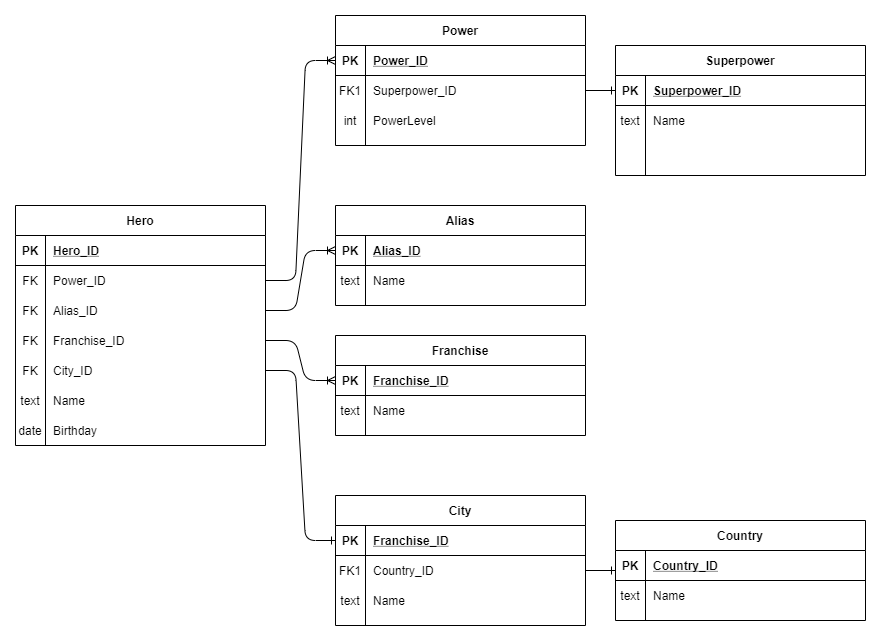 Power
PK Power_ID
FK1 Superpower_ID
int PowerLevel
Superpower
PK Superpower_ID
text Name
Hero
PK Hero_ID
FK Power_ID
FK Alias_ID
FK Franchise_ID
FK City_ID
text Name
date Birthday
Alias
PK Alias_ID
text Name
Franchise
PK Franchise_ID
text Name
City
PK Franchise_ID
FK1 Country_ID
text Name
Country
PK Country_ID
text Name